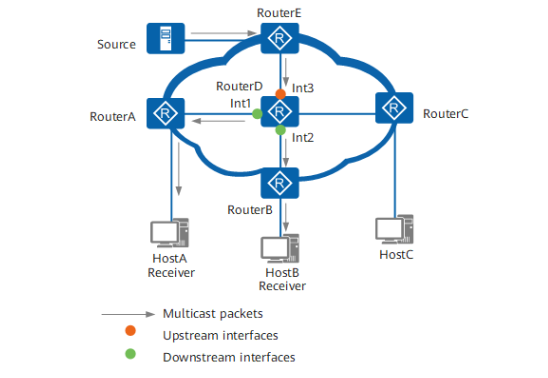 RouterE
Source
R
RouterD
Int3
Int1
RouterA
R
R
R
RouterC
Int2
R
RouterB
HostA
Receiver
HostB
Receiver
HostC
Multicast packets
Upstream interfaces
Downstream interfaces